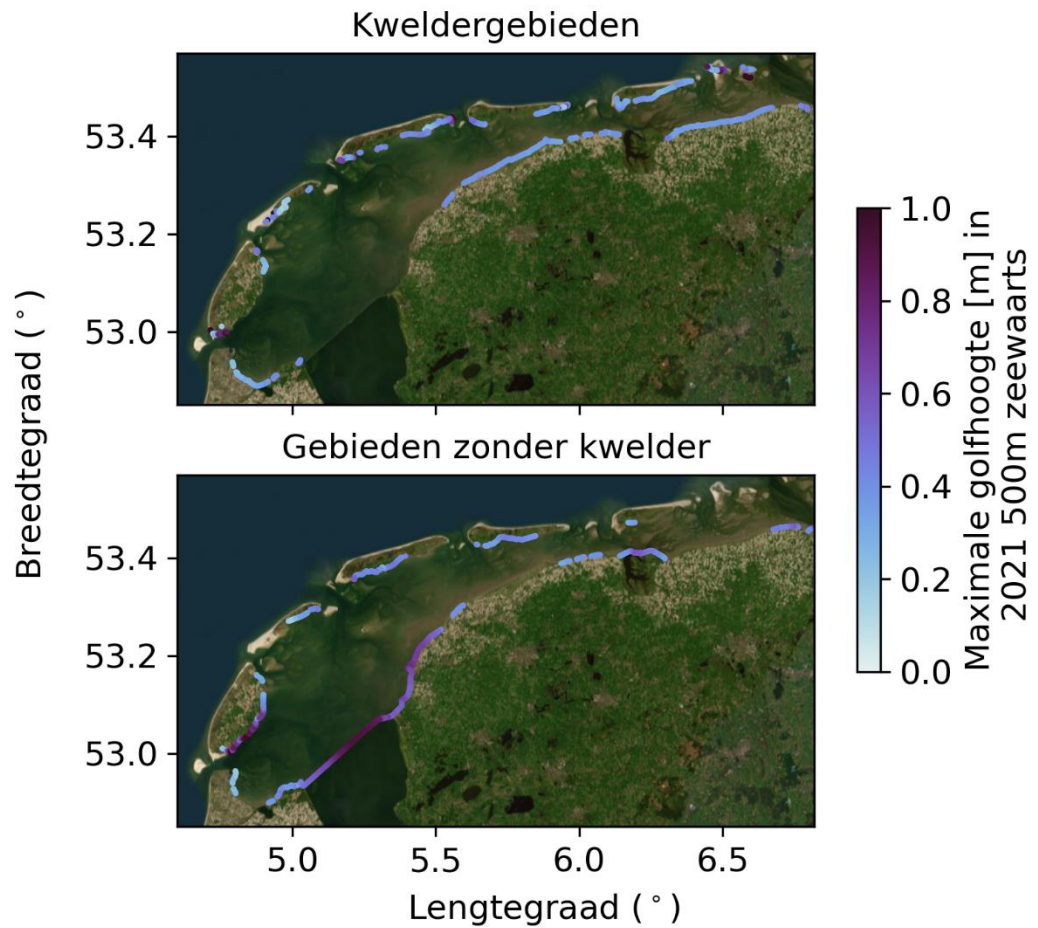 Kweldergebieden
53.4
53.2
53.0
Gebieden zonder kwelder
53.4
53.2
53.0
5.0 5.5 6.0 6.5
Lengtegraad (°)
Breedtegraad (°)
1.0
0.8
0.6
0.4
0.2
0.0
Maximale golfhoogte [m] in
2021 500m zeewaarts